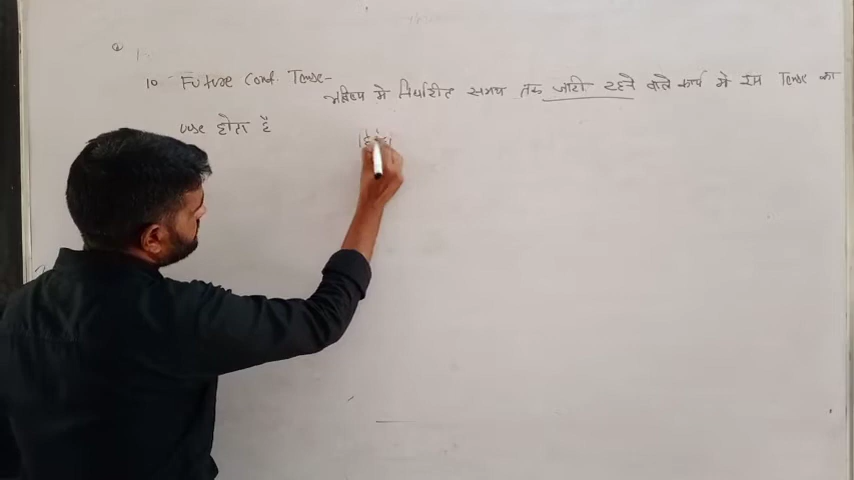 10 Future Cont. Tense-
भविष्य मे निर्धारीत समय तक जारी रहने वाले कार्य मे इस Tense का
use होटा है